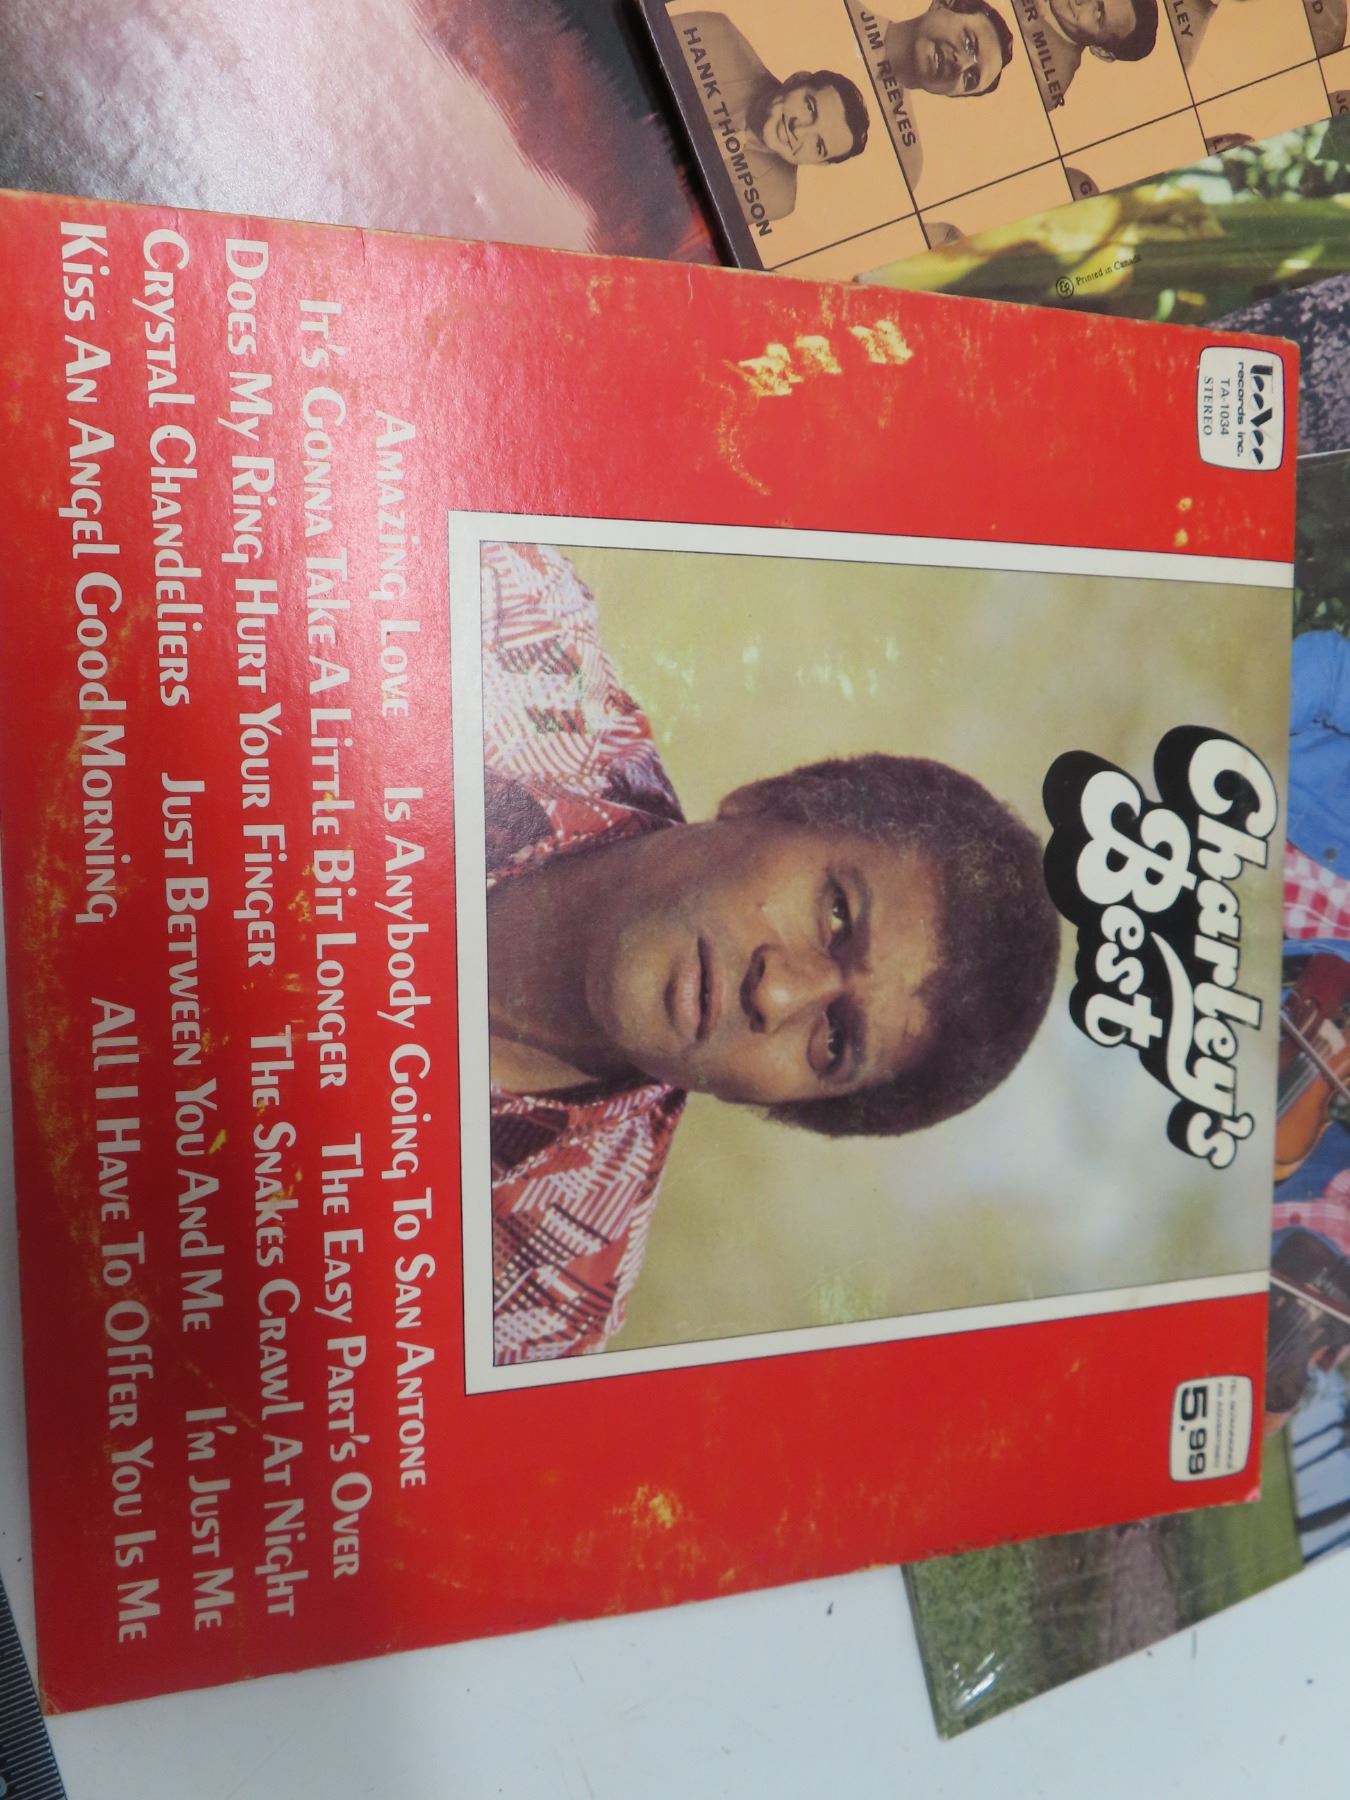 HANK THOMPSON
JIM REEVES
ER MILLER
LEY
Printed in Canada
TeeVee
records inc.
TA-1034
STEREO
5.99
Charley's
Best
AMAZING LOVE IS ANYBODY GOING TO SAN ANTONE
IT'S GONNA TAKE A LITTLE BIT LONGER THE EASY PART'S OVER
DOES MY RING HURT YOUR FINGER THE SNAKES CRAWL AT NIGHT
CRYSTAL CHANDELIERS JUST BETWEEN YOU AND ME I'M JUST ME
KISS AN ANGEL GOOD MORNING ALL I HAVE TO OFFER YOU IS ME